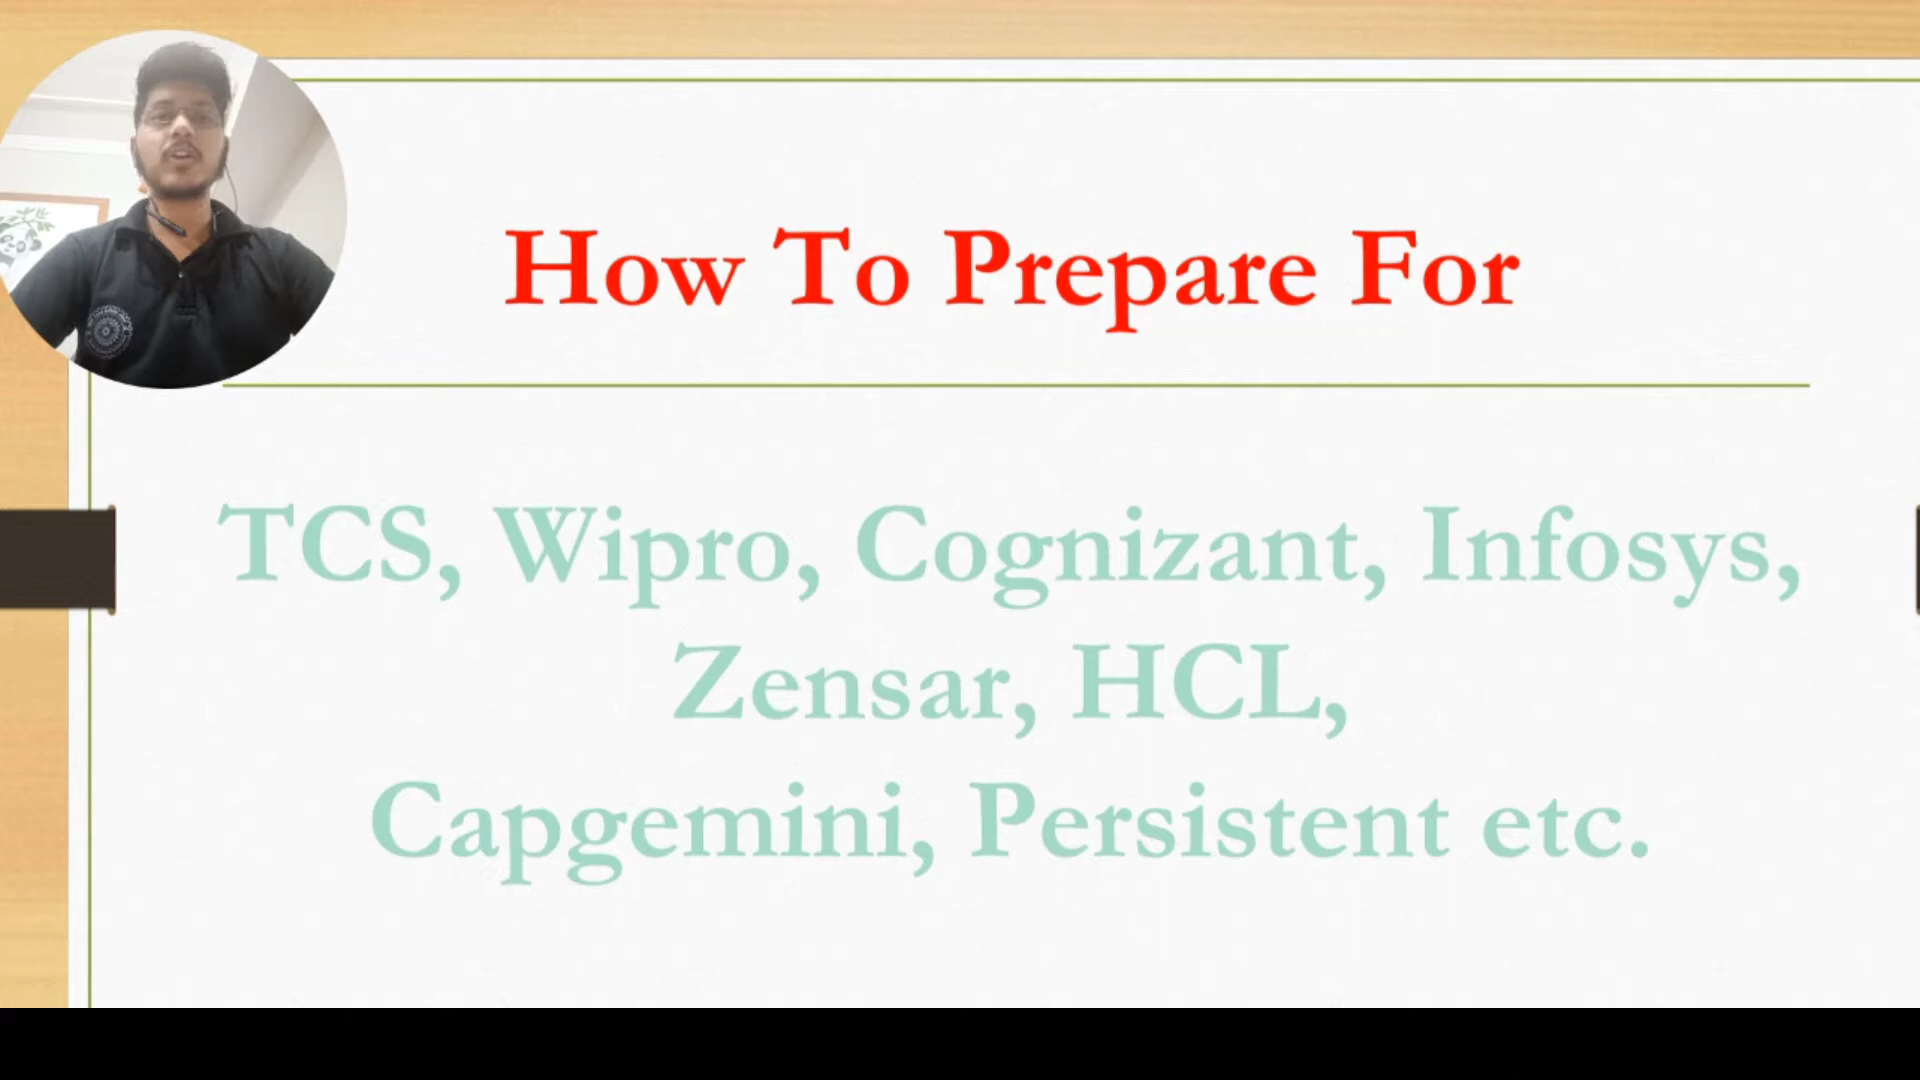 How To Prepare For
TCS, Wipro, Cognizant, Infosys,
Zensar, HCL,
Capgemini, Persistent etc.